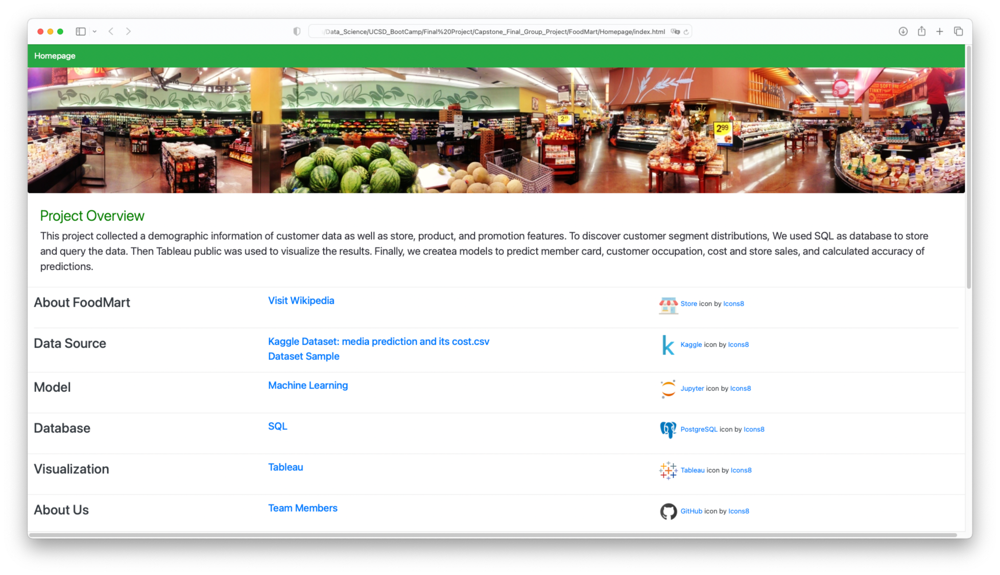 /Data_Science/UCSD_BootCamp/Final%20Project/Capstone_Final_Group_Project/FoodMart/Homepage/index.html
Homepage
2 99
Project Overview
This project collected a demographic information of customer data as well as store, product, and promotion features. To discover customer segment distributions, We used SQL as database to store
and query the data. Then Tableau public was used to visualize the results. Finally, we createa models to predict member card, customer occupation, cost and store sales, and calculated accuracy of
predictions.
About FoodMart
Visit Wikipedia
Store icon by Icons8
Data Source
Kaggle Dataset: media prediction and its cost.csv
Dataset Sample
Kaggle icon by Icons8
Model
Machine Learning
Jupyter icon by Icons8
Database
SQL
PostgreSQL icon by Icons8
Visualization
Tableau
Tableau icon by Icons8
About Us
Team Members
GitHub icon by Icons8